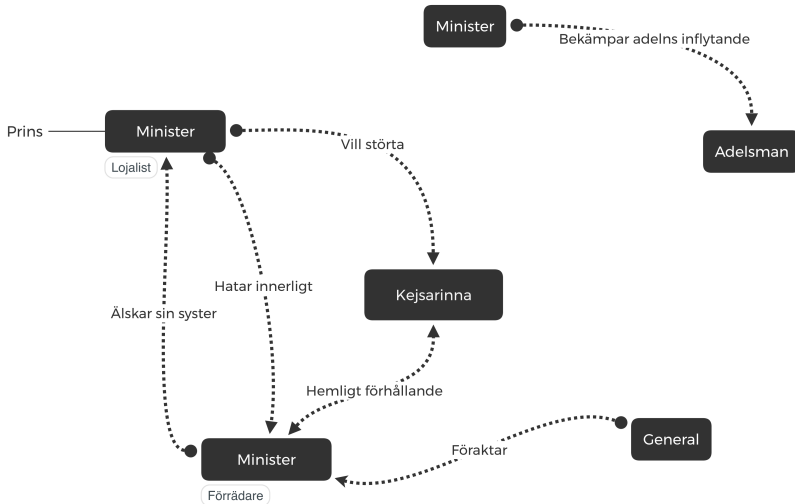 Minister
Bekämpar adelns inflytande
Prins
Minister
Vill störta
Adelsman
Lojalist
Hatar innerligt
Kejsarinna
Älskar sin syster
Hemligt förhållande
General
Föraktar
Minister
Förrädare